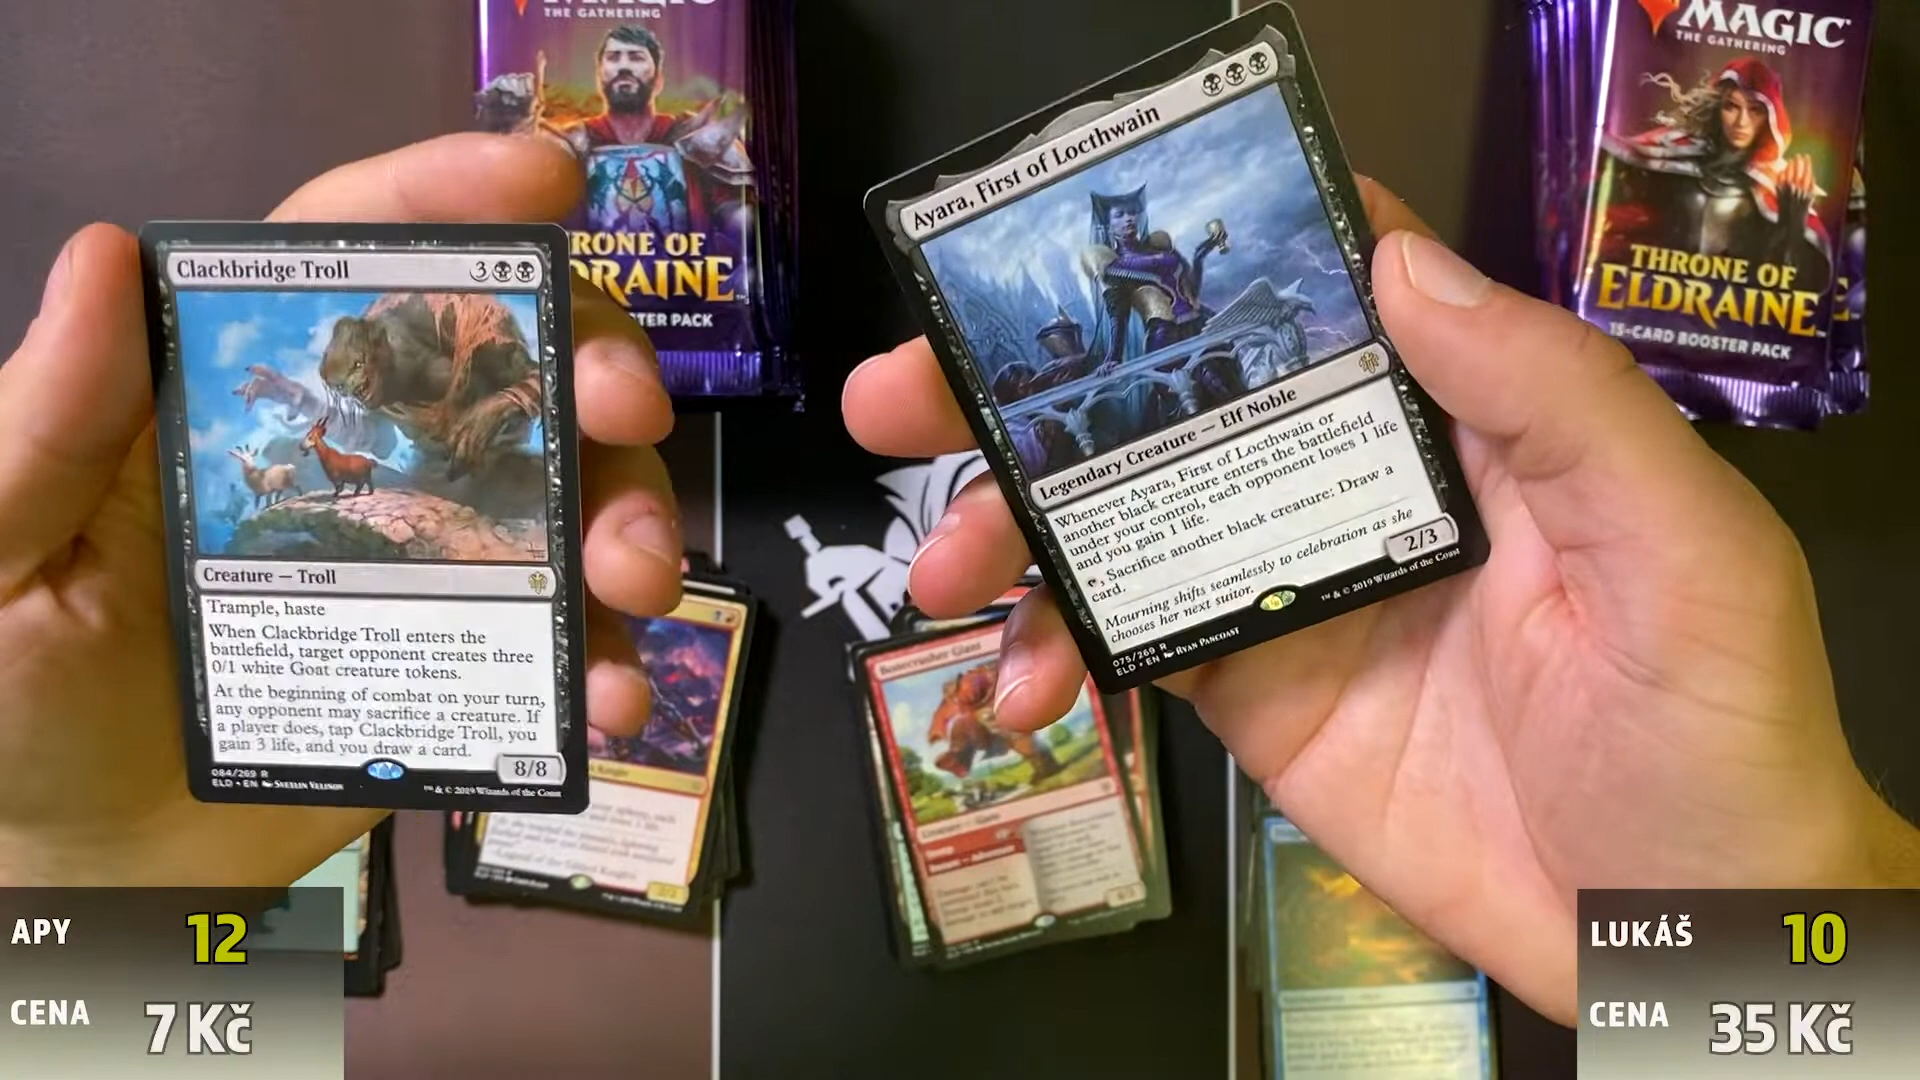 MAGIC
THE GATHERING
THRONE OF
ELDRAINE
15-CARD BOOSTER PACK
THE GATHERING
RONE OF
DRAINE
TER PACK
Clackbridge Troll
3
Creature — Troll
Trample, haste
When Clackbridge Troll enters the
battlefield, target opponent creates three
0/1 white Goat creature tokens.
At the beginning of combat on your turn,
any opponent may sacrifice a creature. If
a player does, tap Clackbridge Troll, you
gain 3 life, and you draw a card.
8/8
084/269 R
ELD • EN Svetlin Velinov
™ & © 2019 Wizards of the Coast
Ayara, First of Locthwain
Legendary Creature — Elf Noble
Whenever Ayara, First of Locthwain or
another black creature enters the battlefield
under your control, each opponent loses 1 life
and you gain 1 life.
, Sacrifice another black creature: Draw a
card.
Mourning shifts seamlessly to celebration as she
chooses her next suitor.
2/3
075/269 R
ELD • EN Ryan Pancoast
™ & © 2019 Wizards of the Coast
Bonecrusher Giant
APY 12
CENA 7 Kč
LUKÁŠ 10
CENA 35 Kč